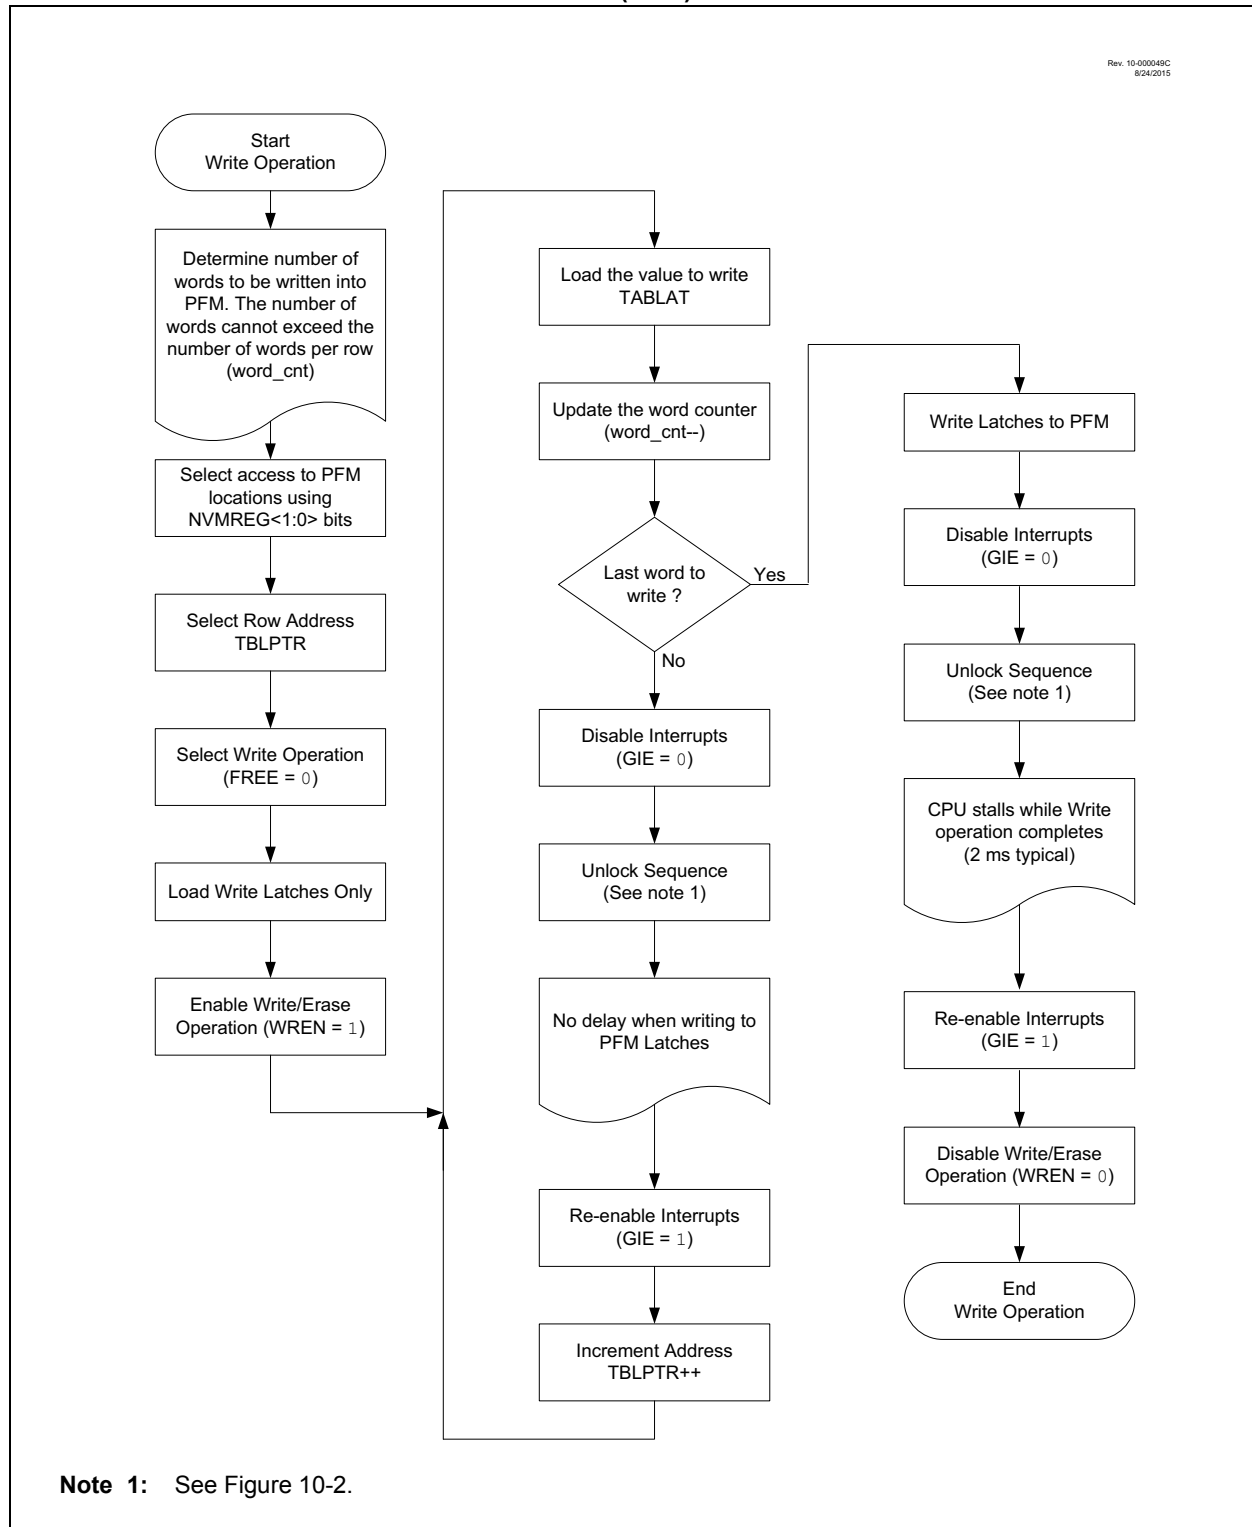 Rev. 10-000049C
8/24/2015
Start
Write Operation
Determine number of
words to be written into
PFM. The number of
words cannot exceed the
number of words per row
(word_cnt)
Select access to PFM
locations using
NVMREG<1:0> bits
Select Row Address
TBLPTR
Select Write Operation
(FREE = 0)
Load Write Latches Only
Enable Write/Erase
Operation (WREN = 1)
Load the value to write
TABLAT
Update the word counter
(word_cnt--)
Last word to
write ?
Yes
No
Disable Interrupts
(GIE = 0)
Unlock Sequence
(See note 1)
No delay when writing to
PFM Latches
Re-enable Interrupts
(GIE = 1)
Increment Address
TBLPTR++
Write Latches to PFM
Disable Interrupts
(GIE = 0)
Unlock Sequence
(See note 1)
CPU stalls while Write
operation completes
(2 ms typical)
Re-enable Interrupts
(GIE = 1)
Disable Write/Erase
Operation (WREN = 0)
End
Write Operation
Note 1: See Figure 10-2.